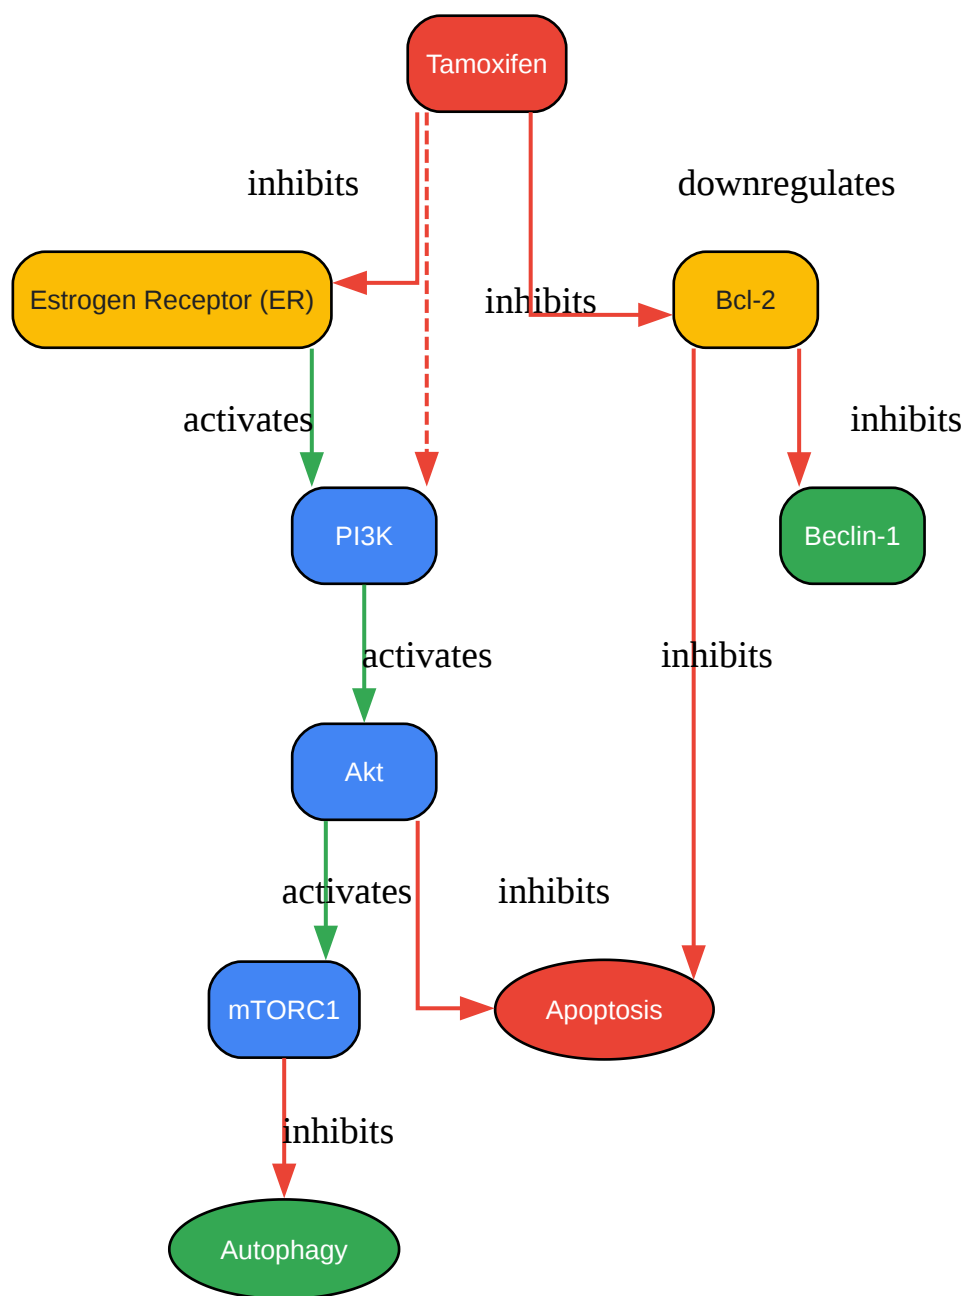 Tamoxifen
inhibits
downregulates
Estrogen Receptor (ER)
inhibits
Bcl-2
activates
inhibits
PI3K
Beclin-1
activates
inhibits
Akt
activates
inhibits
mTORC1
Apoptosis
inhibits
Autophagy